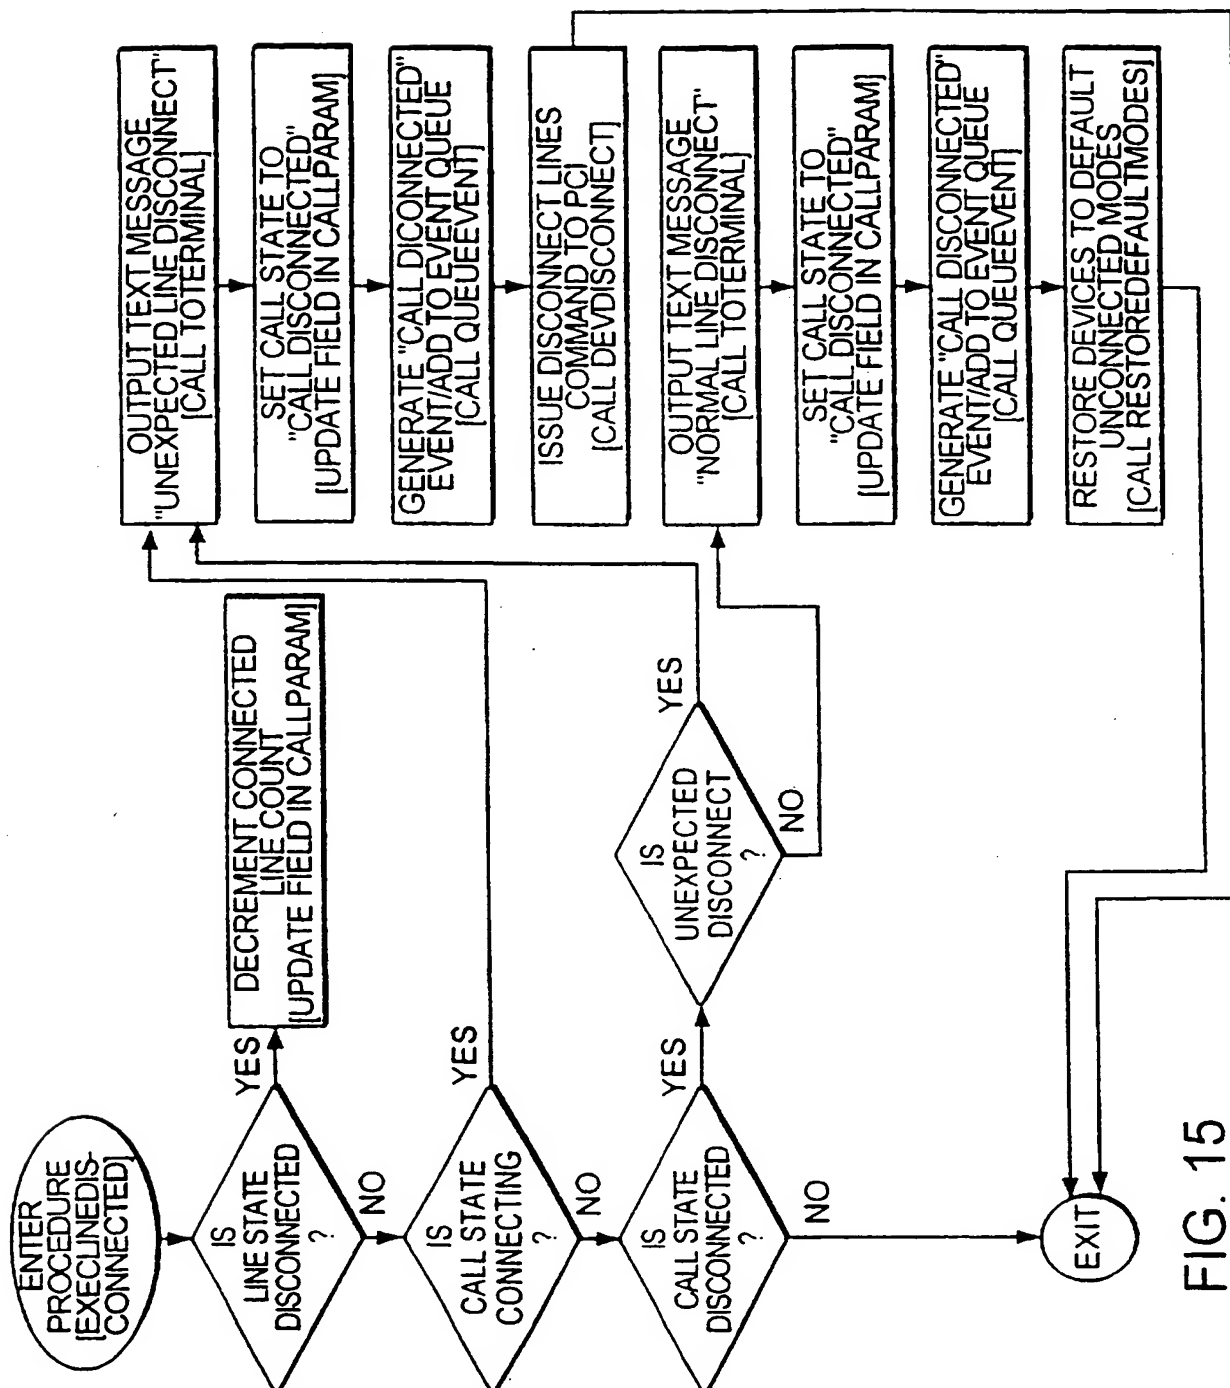 ENTER
PROCEDURE
[EXECLINEDIS-
CONNECTED]
IS
LINE STATE
DISCONNECTED
?
YES
NO
DECREMENT CONNECTED
LINE COUNT
[UPDATE FIELD IN CALLPARAM]
IS
CALL STATE
CONNECTING
?
YES
NO
IS
CALL STATE
DISCONNECTED
?
YES
NO
IS
UNEXPECTED
DISCONNECT
?
YES
NO
OUTPUT TEXT MESSAGE
"UNEXPECTED LINE DISCONNECT"
[CALL TOTERMINAL]
SET CALL STATE TO
"CALL DISCONNECTED"
[UPDATE FIELD IN CALLPARAM]
GENERATE "CALL DICONNECTED"
EVENT/ADD TO EVENT QUEUE
[CALL QUEUEEVENT]
ISSUE DISCONNECT LINES
COMMAND TO PCI
[CALL DEVDISCONNECT]
OUTPUT TEXT MESSAGE
"NORMAL LINE DISCONNECT"
[CALL TOTERMINAL]
SET CALL STATE TO
"CALL DISCONNECTED"
[UPDATE FIELD IN CALLPARAM]
GENERATE "CALL DISCONNECTED"
EVENT/ADD TO EVENT QUEUE
[CALL QUEUEEVENT]
RESTORE DEVICES TO DEFAULT
UNCONNECTED MODES
[CALL RESTOREDEFAULTMODES]
EXIT
FIG. 15